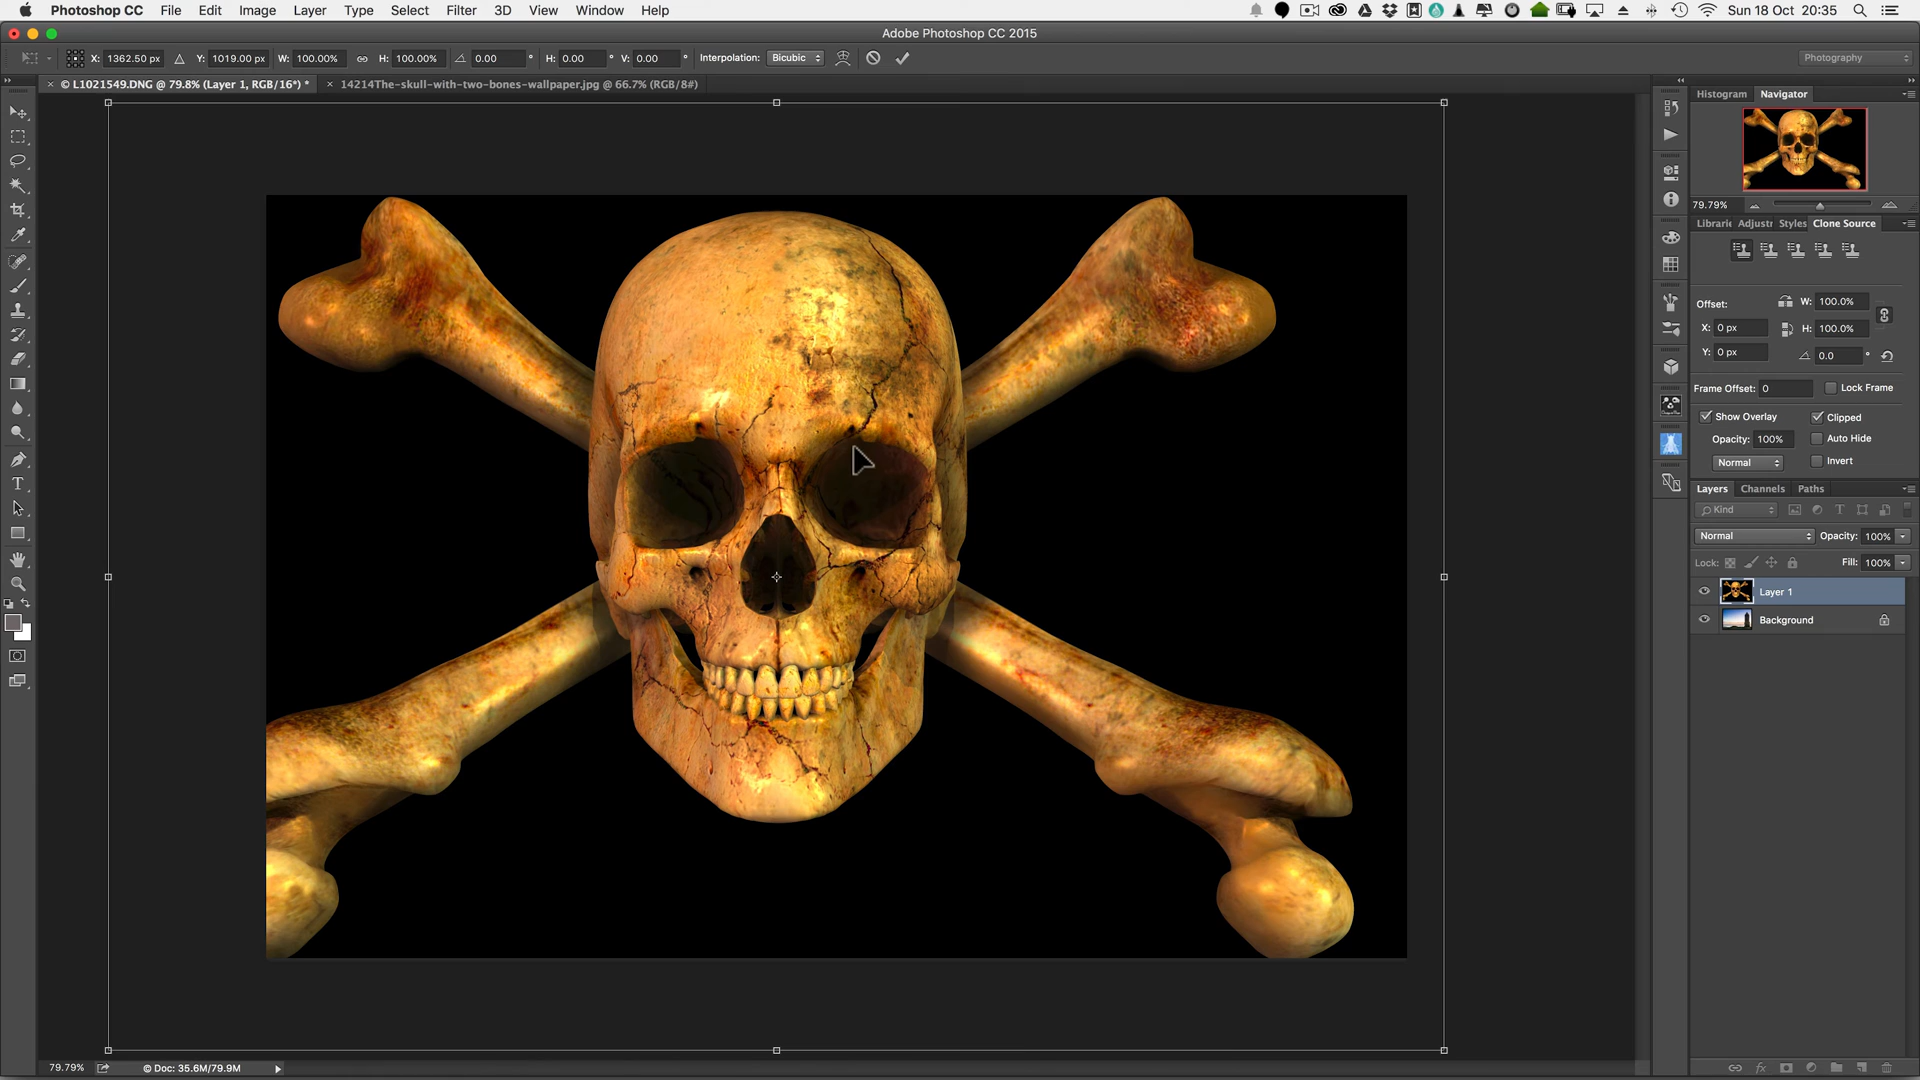 Photoshop CC File Edit Image Layer Type Select Filter 3D View Window Help Sun 18 Oct 20:35
Adobe Photoshop CC 2015
X: 1362.50 px Y: 1019.00 px W: 100.00% H: 100.00% 0.00 ° H: 0.00 ° V: 0.00 ° Interpolation: Bicubic Photography
× © L1021549.DNG @ 79.8% (Layer 1, RGB/16*) * × 14214The-skull-with-two-bones-wallpaper.jpg @ 66.7% (RGB/8#)
Histogram Navigator
79.79%
Librari Adjust Styles Clone Source
Offset: W: 100.0%
X: 0 px H: 100.0%
Y: 0 px 0.0 °
Frame Offset: 0 Lock Frame
Show Overlay Clipped
Opacity: 100% Auto Hide
Normal Invert
Layers Channels Paths
Kind T
Normal Opacity: 100%
Lock: Fill: 100%
Layer 1
Background
79.79% © Doc: 35.6M/79.9M fx